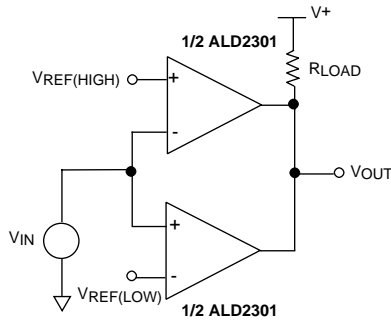 V+
1/2 ALD2301
RLOAD
VREF(HIGH)
+
-
VOUT
+
VIN
-
VREF(LOW)
1/2 ALD2301